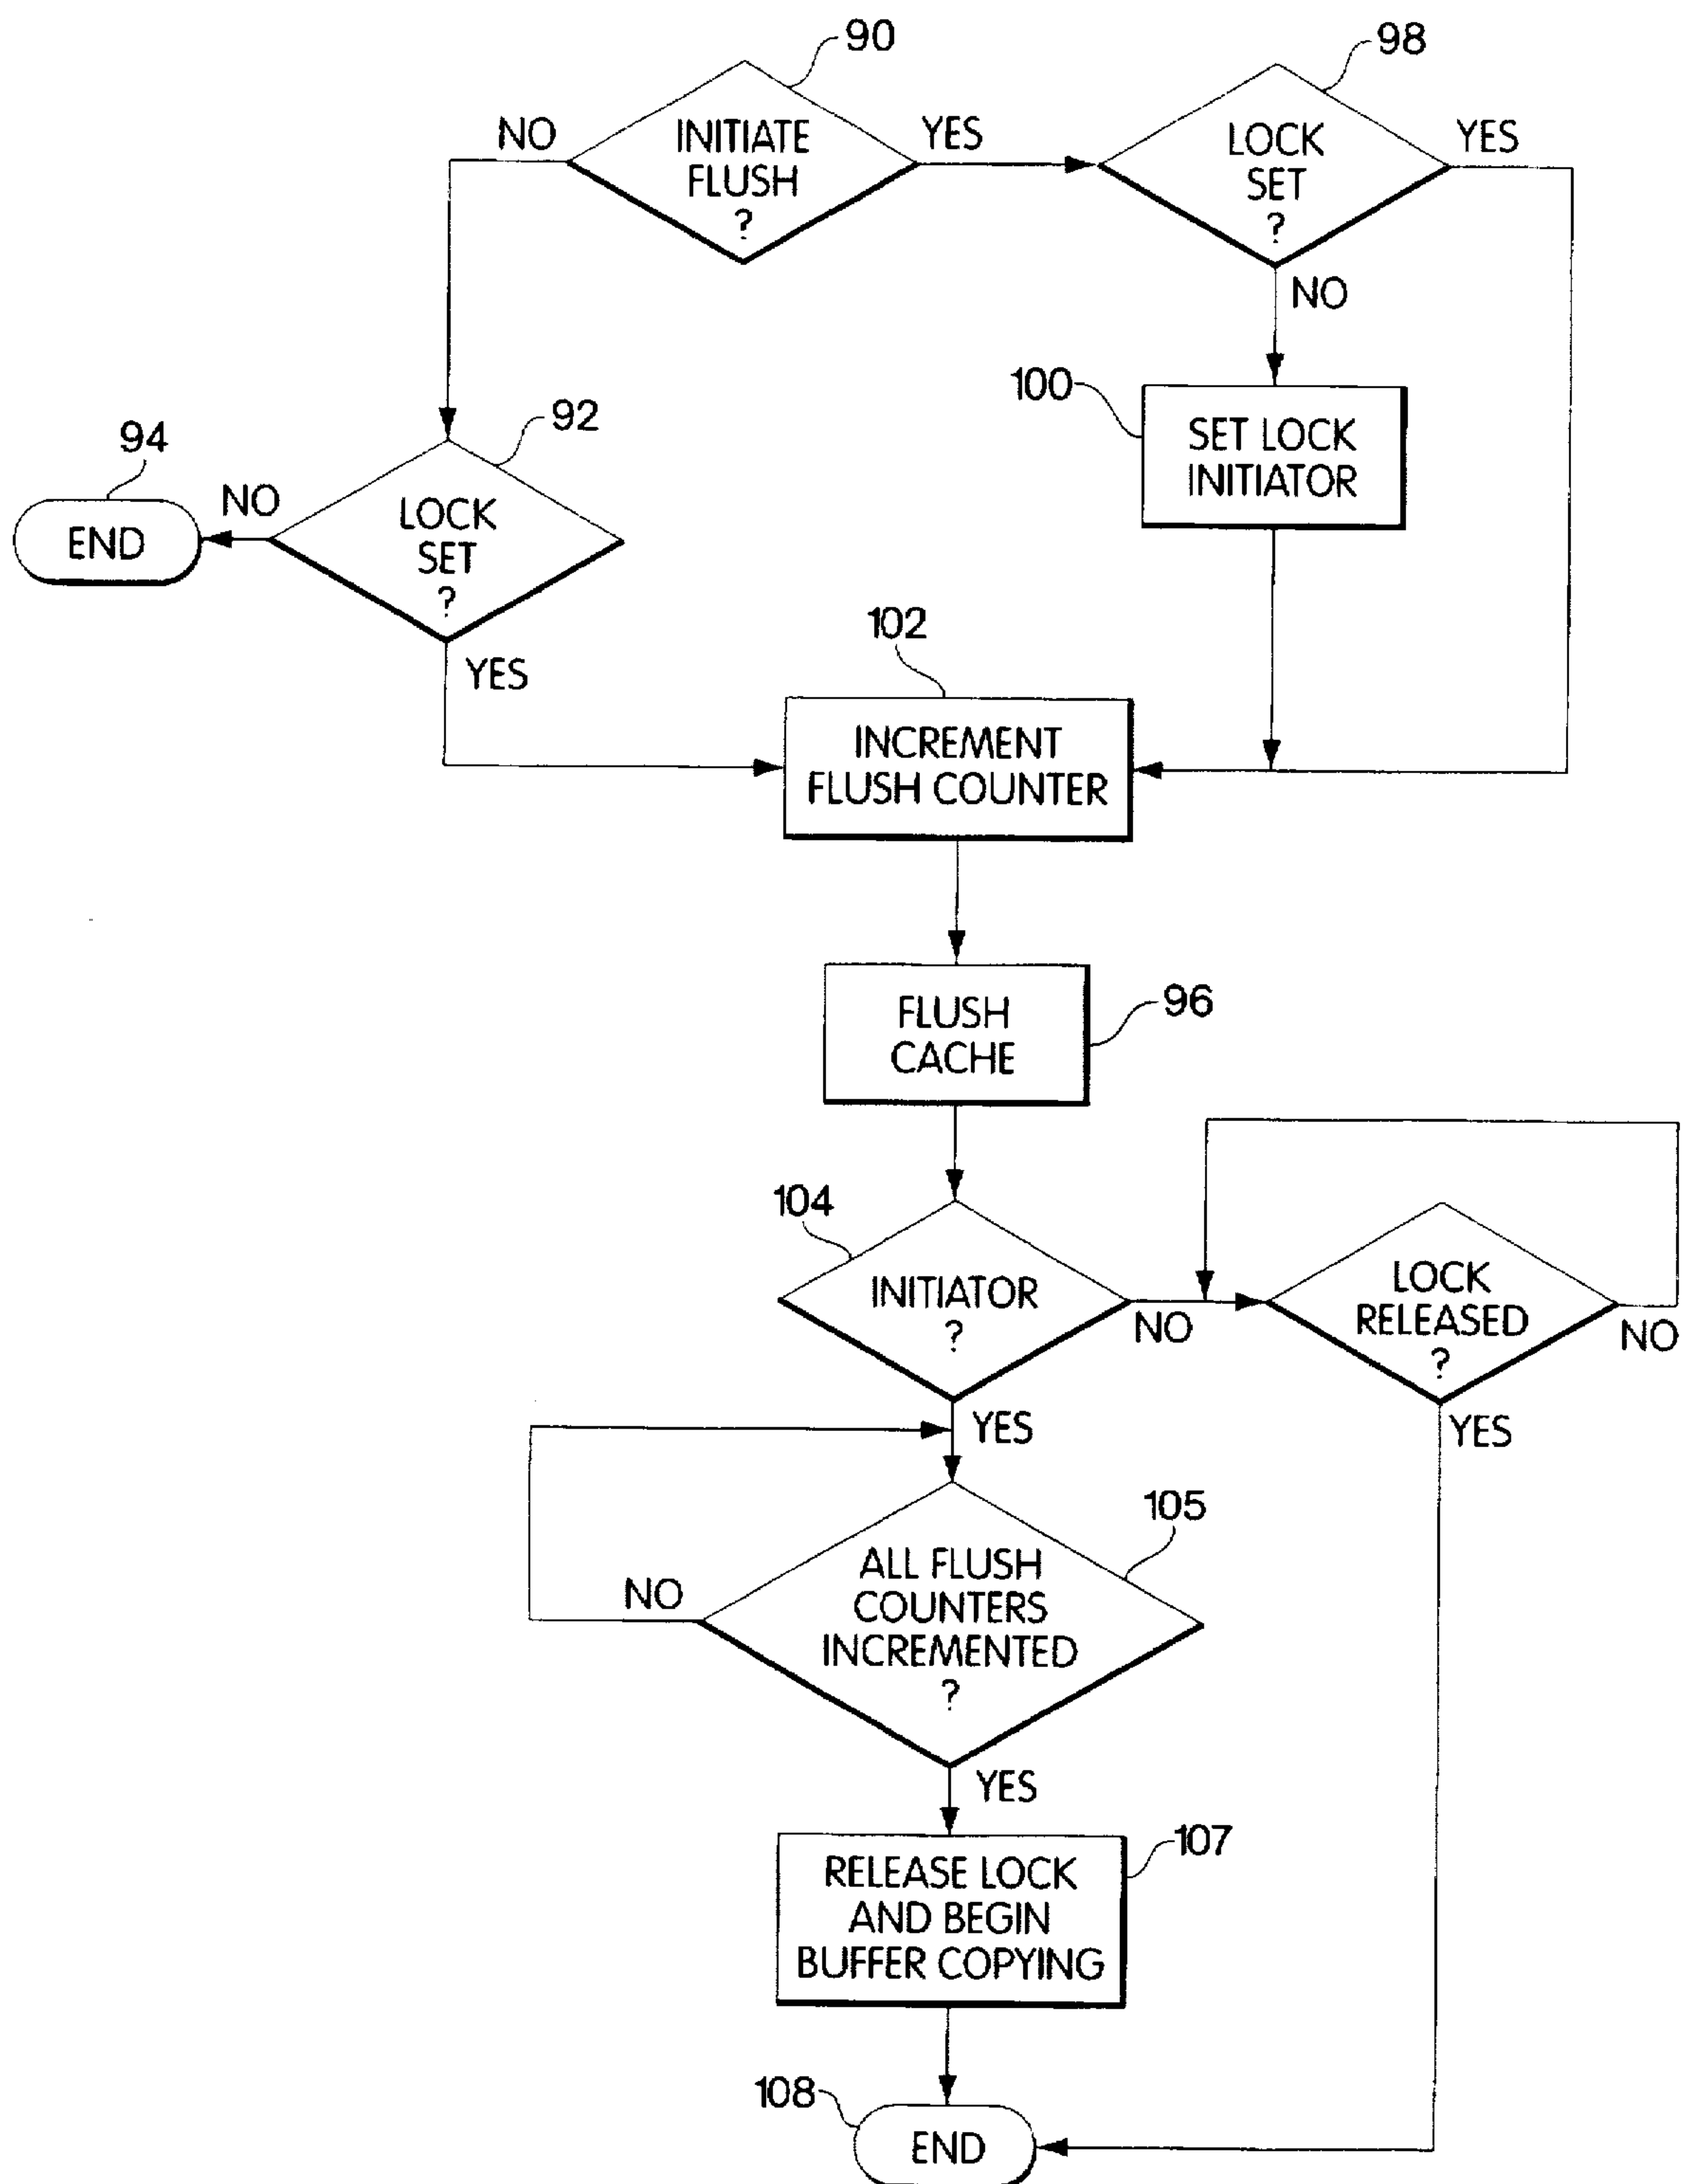 90
98
NO
INITIATE
FLUSH
?
YES
LOCK
SET
?
YES
NO
100
SET LOCK
INITIATOR
94
END
NO
92
LOCK
SET
?
YES
102
INCREMENT
FLUSH COUNTER
FLUSH
CACHE
96
104
INITIATOR
?
NO
LOCK
RELEASED
?
NO
YES
YES
105
NO
ALL FLUSH
COUNTERS
INCREMENTED
?
YES
107
RELEASE LOCK
AND BEGIN
BUFFER COPYING
108
END